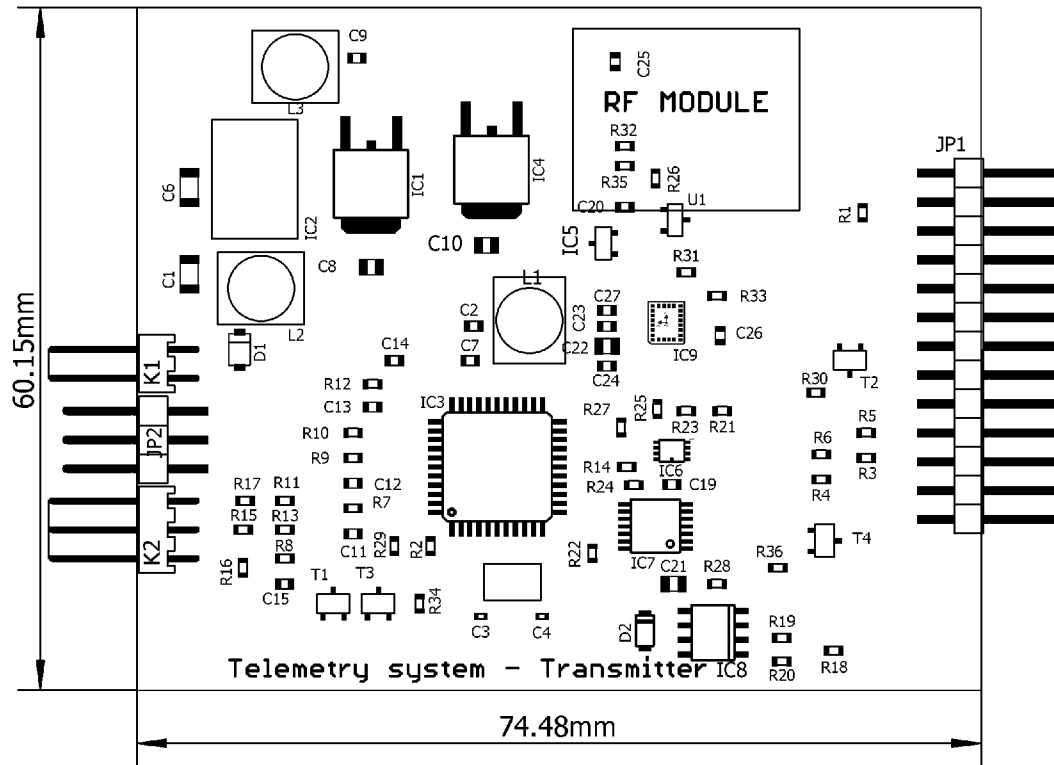 C9
C25
L3
RF MODULE
R32
JP1
C6
IC1
IC4
R35
R26
C20
U1
R1
IC2
IC5
C10
C1
C8
R31
L1
R33
C27
C2
C23
C26
L2
D1
C14
C7
C22
IC9
K1
C24
T2
R12
R30
C13
IC3
R27
R25
R10
R23
R21
R5
JP2
R9
R6
R14
IC6
R3
R17
R11
C12
R24
C19
R4
R15
R13
R7
K2
R8
C11
R29
R2
R22
IC7
T4
R16
R36
C21
R28
C15
T1
T3
R34
C3
C4
D2
R19
R18
Telemetry system - Transmitter
IC8
R20
60.15mm
74.48mm